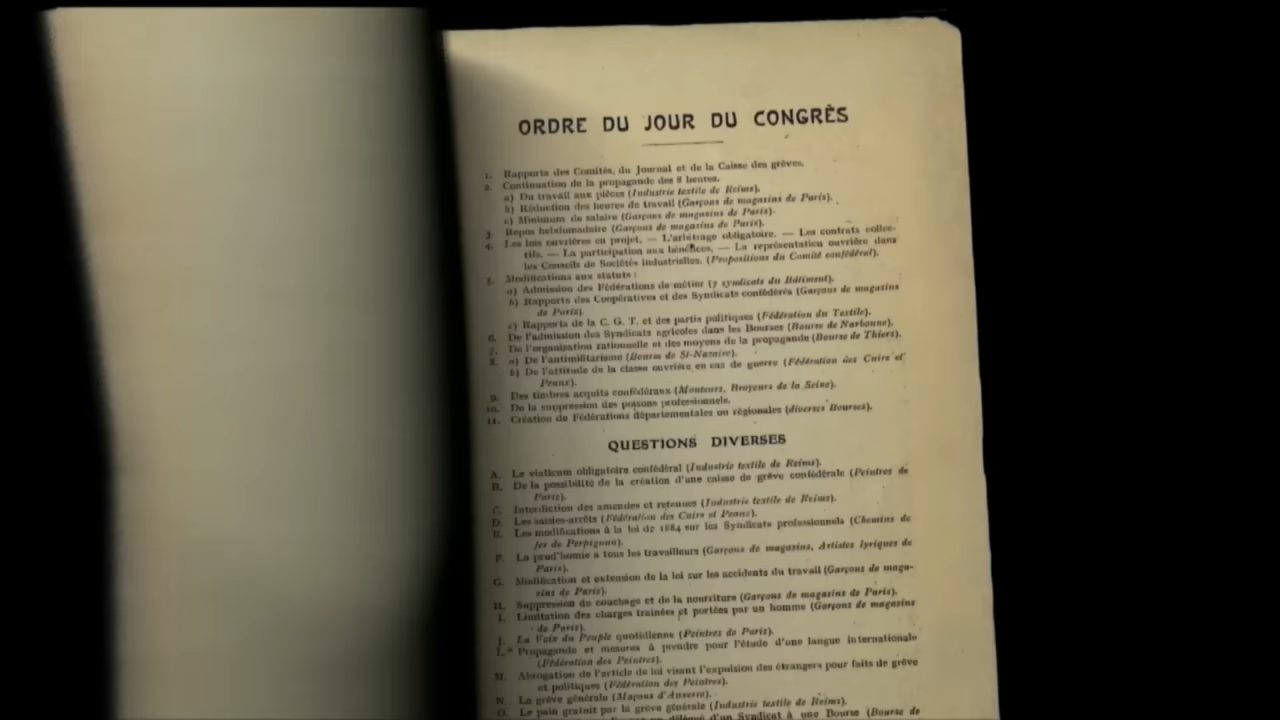 ORDRE DU JOUR DU CONGRÈS
1. Rapports des Comités, du Journal et de la Caisse des grèves.
2. Continuation de la propagande des 8 heures.
a) Du travail aux pièces (Industrie textile de Reims).
b) Réduction des heures de travail (Garçons de magasins de Paris).
c) Minimum de salaire (Garçons de magasins de Paris).
3. Repos hebdomadaire (Garçons de magasins de Paris).
4. Les lois ouvrières en projet. — L'arbitrage obligatoire. — Les contrats collec-
tifs. — La participation aux bénéfices. — La représentation ouvrière dans
les Conseils de Sociétés industrielles. (Propositions du Comité confédéral).
5. Modifications aux statuts :
a) Admission des Fédérations de métier (7 syndicats du Bâtiment).
b) Rapports des Coopératives et des Syndicats confédérés (Garçons de magasins
de Paris).
c) Rapports de la C. G. T. et des partis politiques (Fédération du Textile).
6. De l'admission des Syndicats agricoles dans les Bourses (Bourse de Narbonne).
7. De l'organisation rationnelle et des moyens de la propagande (Bourse de Thiers).
8. a) De l'antimilitarisme (Bourse de St-Nazaire).
b) De l'attitude de la classe ouvrière en cas de guerre (Fédération des Cuirs et
Peaux).
9. Des timbres acquits confédéraux (Monteurs, Broyeurs de la Seine).
10. De la suppression des poisons professionnels.
11. Création de Fédérations départementales ou régionales (diverses Bourses).
QUESTIONS DIVERSES
A. Le viaticum obligatoire confédéral (Industrie textile de Reims).
B. De la possibilité de la création d'une caisse de grève confédérale (Peintres de
Paris).
C. Interdiction des amendes et retenues (Industrie textile de Reims).
D. Les saisies-arrêts (Fédération des Cuirs et Peaux).
E. Les modifications à la loi de 1884 sur les Syndicats professionnels (Chemins de
fer de Perpignan).
F. La prud'homie a tous les travailleurs (Garçons de magasins, Artistes lyriques de
Paris).
G. Modification et extension de la loi sur les accidents du travail (Garçons de maga-
sins de Paris).
H. Suppression du couchage et de la nourriture (Garçons de magasins de Paris).
I. Limitation des charges trainées et portées par un homme (Garçons de magasins
de Paris).
J. La Voix du Peuple quotidienne (Peintres de Paris).
L. Propagande et mesures à prendre pour l'étude d'une langue internationale
(Fédération des Peintres).
M. Abrogation de l'article de loi visant l'expulsion des étrangers pour faits de grève
et politiques (Fédération des Peintres).
N. La grève générale (Maçons d'Auxerre).
O. Le pain gratuit par la grève générale (Industrie textile de Reims).
délégué d'un Syndicat à une Bourse (Bourse de